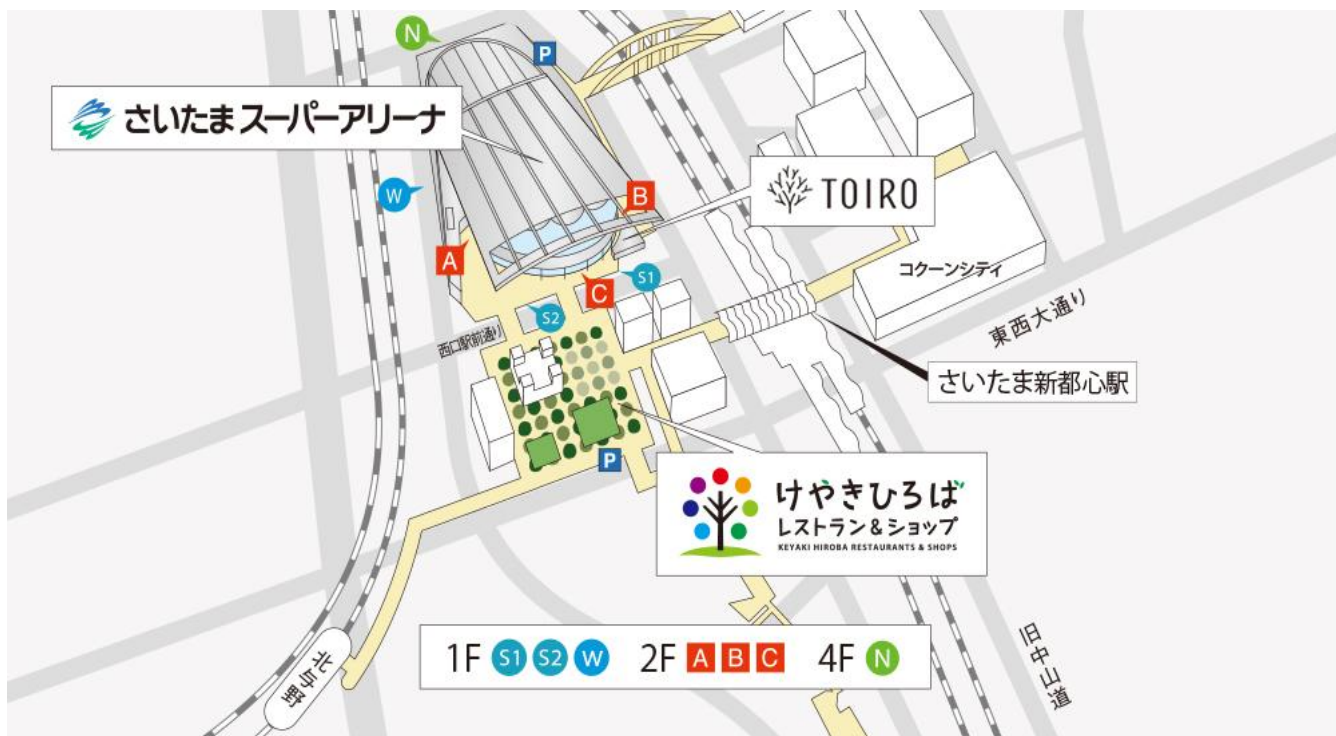 N
P
さいたまスーパーアリーナ
W
B
TOIRO
A
C
S1
S2
コクーンシティ
西口駅前通り
東西大通り
さいたま新都心駅
P
けやきひろば
レストラン&ショップ
KEYAKI HIROBA RESTAURANTS & SHOPS
1F S1 S2 W 2F A B C 4F N
北与野
旧中山道